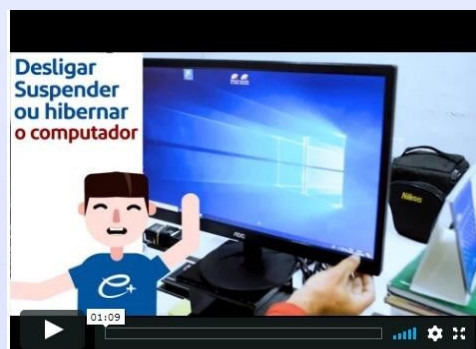 Desligar
Suspender
ou hibernar
o computador
AOC
Nikon
e+
01:09